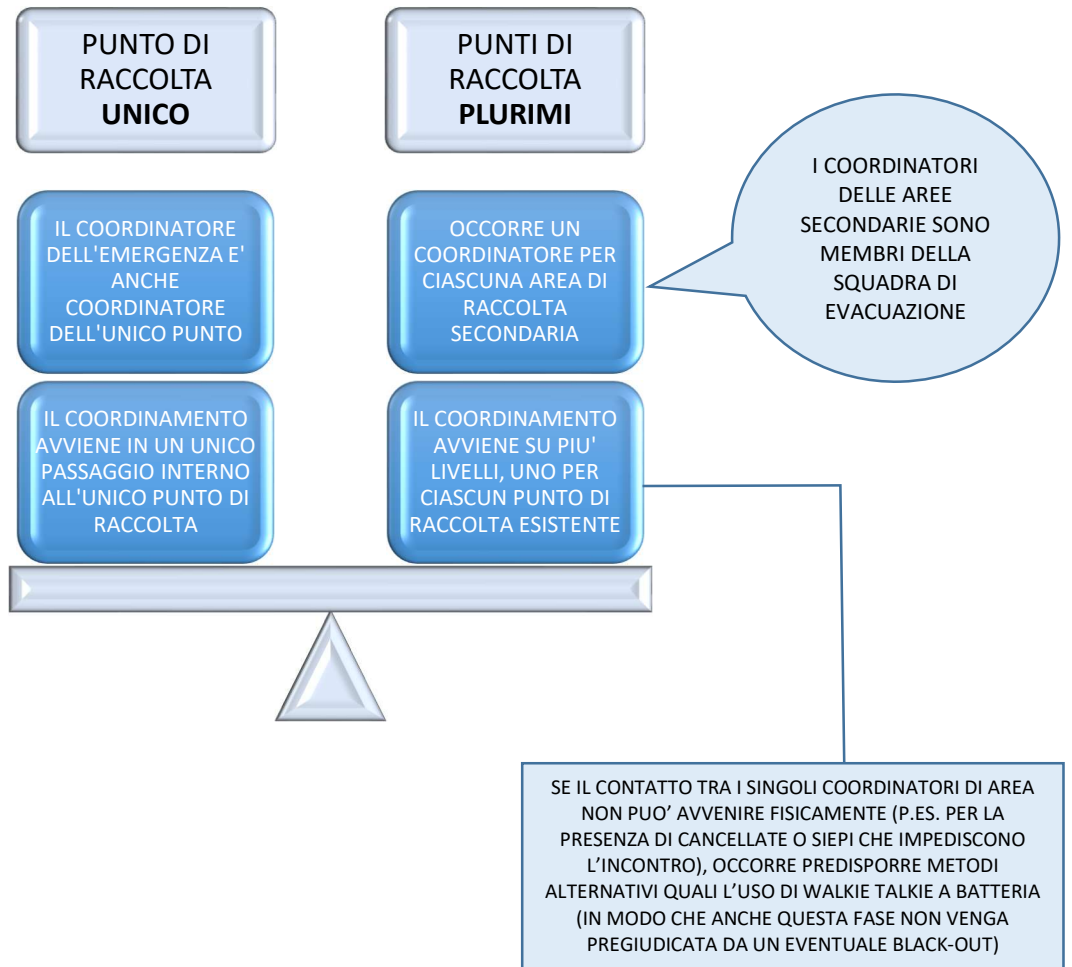 PUNTO DI
RACCOLTA
UNICO
PUNTI DI
RACCOLTA
PLURIMI
IL COORDINATORE
DELL'EMERGENZA E'
ANCHE
COORDINATORE
DELL'UNICO PUNTO
OCCORRE UN
COORDINATORE PER
CIASCUNA AREA DI
RACCOLTA
SECONDARIA
I COORDINATORI
DELLE AREE
SECONDARIE SONO
MEMBRI DELLA
SQUADRA DI
EVACUAZIONE
IL COORDINAMENTO
AVVIENE IN UN UNICO
PASSAGGIO INTERNO
ALL'UNICO PUNTO DI
RACCOLTA
IL COORDINAMENTO
AVVIENE SU PIU'
LIVELLI, UNO PER
CIASCUN PUNTO DI
RACCOLTA ESISTENTE
SE IL CONTATTO TRA I SINGOLI COORDINATORI DI AREA
NON PUO’ AVVENIRE FISICAMENTE (P.ES. PER LA
PRESENZA DI CANCELLATE O SIEPI CHE IMPEDISCONO
L’INCONTRO), OCCORRE PREDISPORRE METODI
ALTERNATIVI QUALI L’USO DI WALKIE TALKIE A BATTERIA
(IN MODO CHE ANCHE QUESTA FASE NON VENGA
PREGIUDICATA DA UN EVENTUALE BLACK-OUT)